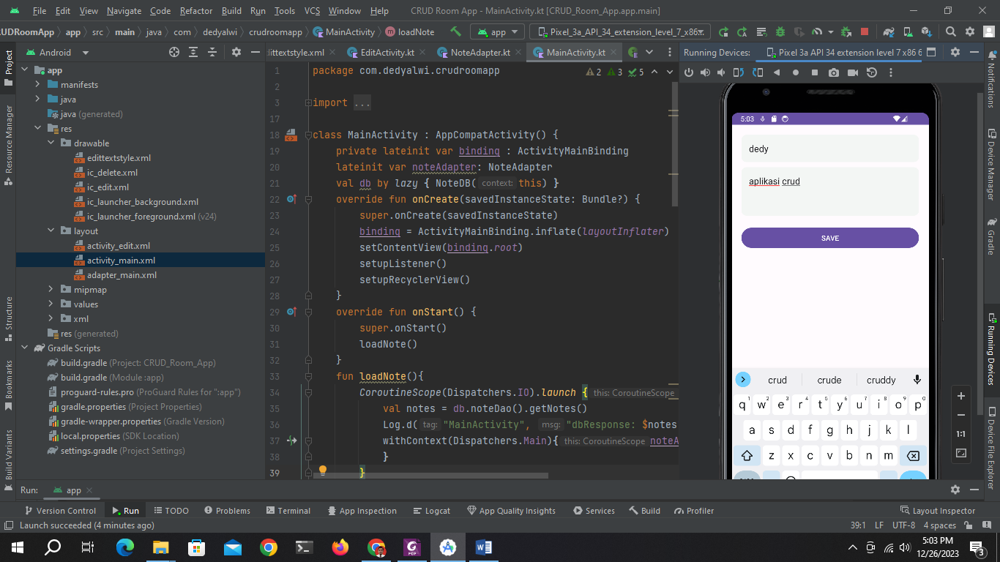 File Edit View Navigate Code Refactor Build Run Tools VCS Window Help CRUD Room App - MainActivity.kt [CRUD_Room_App.app.main]
UDRoomApp app src main java com dedyalwi crudroomapp MainActivity loadNote app Pixel_3a_API_34_extension_level_7_x86...
Android
dittextstyle.xml EditActivity.kt NoteAdapter.kt MainActivity.kt
Running Devices: Pixel 3a API 34 extension level 7 x86 6
Project
Resource Manager
Structure
Bookmarks
Build Variants
app
manifests
java
java (generated)
res
drawable
edittextstyle.xml
ic_delete.xml
ic_edit.xml
ic_launcher_background.xml
ic_launcher_foreground.xml (v24)
layout
activity_edit.xml
activity_main.xml
adapter_main.xml
mipmap
values
xml
res (generated)
Gradle Scripts
build.gradle (Project: CRUD_Room_App)
build.gradle (Module :app)
proguard-rules.pro (ProGuard Rules for ":app")
gradle.properties (Project Properties)
gradle-wrapper.properties (Gradle Version)
local.properties (SDK Location)
settings.gradle (Project Settings)
2 3 5
1 package com.dedyalwi.crudroomapp
2
3 import ...
17
18 class MainActivity : AppCompatActivity() {
19 private lateinit var binding : ActivityMainBinding
20 lateinit var noteAdapter: NoteAdapter
21 val db by lazy { NoteDB( context: this) }
22 override fun onCreate(savedInstanceState: Bundle?) {
23 super.onCreate(savedInstanceState)
24 binding = ActivityMainBinding.inflate(layoutInflater)
25 setContentView(binding.root)
26 setupListener()
27 setupRecyclerView()
28 }
29 override fun onStart() {
30 super.onStart()
31 loadNote()
32 }
33 fun loadNote(){
34 CoroutineScope(Dispatchers.IO).launch { this: CoroutineScope
35 val notes = db.noteDao().getNotes()
36 Log.d( tag: "MainActivity", msg: "dbResponse: $notes
37 withContext(Dispatchers.Main){ this: CoroutineScope noteA
38 }
39 }
5:03
dedy
aplikasi crud
SAVE
crud crude cruddy
q1 w2 e3 r4 t5 y6 u7 i8 o9 p0
a s d f g h j k l
z x c v b n m
1:1
Notifications
Device Manager
Gradle
Running Devices
Device File Explorer
Run: app
Version Control Run TODO Problems Terminal App Inspection Logcat App Quality Insights Services Build Profiler Layout Inspector
Launch succeeded (4 minutes ago) 39:1 LF UTF-8 4 spaces
5:03 PM
12/26/2023
3